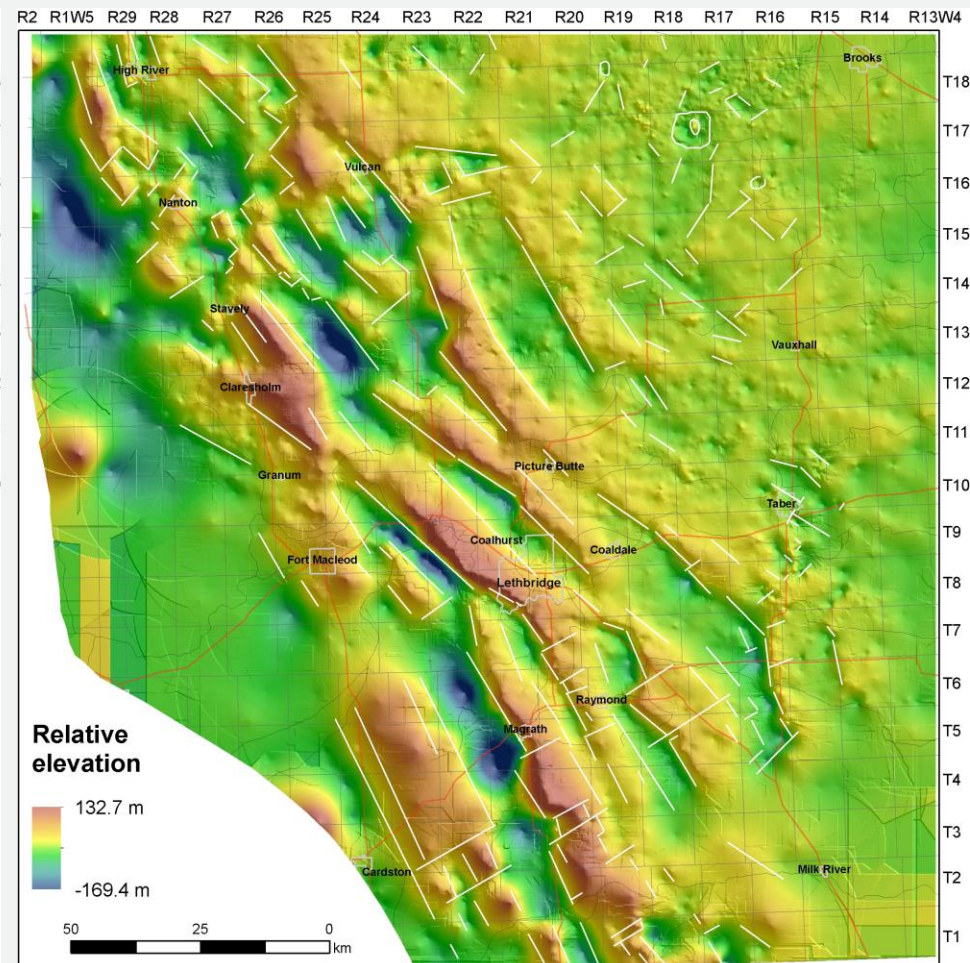 R2 R1W5 R29 R28 R27 R26 R25 R24 R23 R22 R21 R20 R19 R18 R17 R16 R15 R14 R13W4
High River
Brooks
T18
T17
Vulcan
T16
Nanton
T15
T14
Stavely
T13
Vauxhall
Claresholm
T12
T11
Picture Butte
Granum
T10
Taber
T9
Coalhurst
Coaldale
Fort Macleod
Lethbridge
T8
T7
T6
Raymond
Magrath
T5
Relative
elevation
T4
132.7 m
T3
-169.4 m
Cardston
Milk River
T2
50 25 0
km
T1